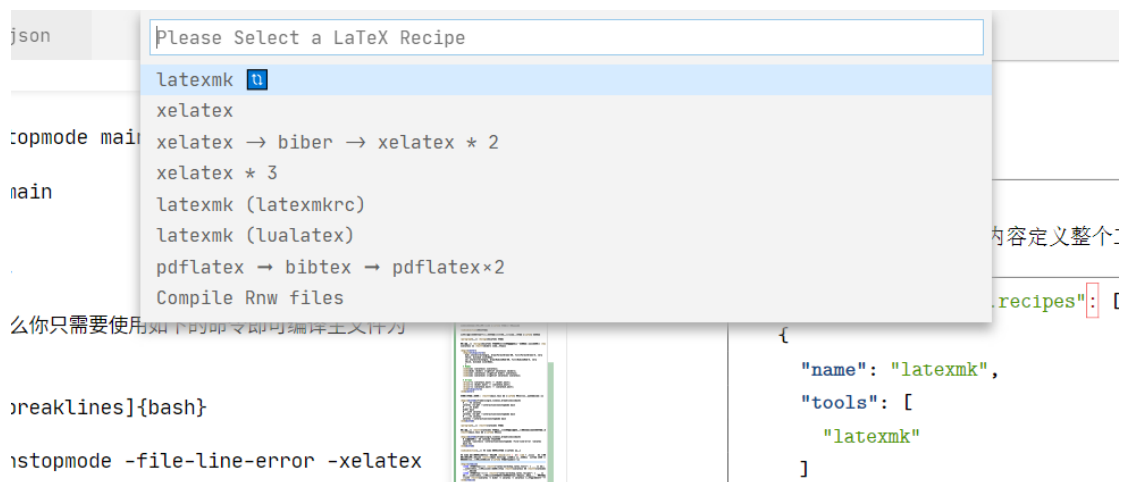 json
Please Select a LaTeX Recipe
latexmk
xelatex
xelatex → biber → xelatex * 2
xelatex * 3
latexmk (latexmkrc)
latexmk (lualatex)
pdflatex ➞ bibtex ➞ pdflatex×2
Compile Rnw files
topmode main
main
内容定义整个工
.recipes": [
么你只需要使用如下的命令即可编译主文件为
{
"name": "latexmk",
breaklines]{bash}
"tools": [
"latexmk"
nstopmode -file-line-error -xelatex
]